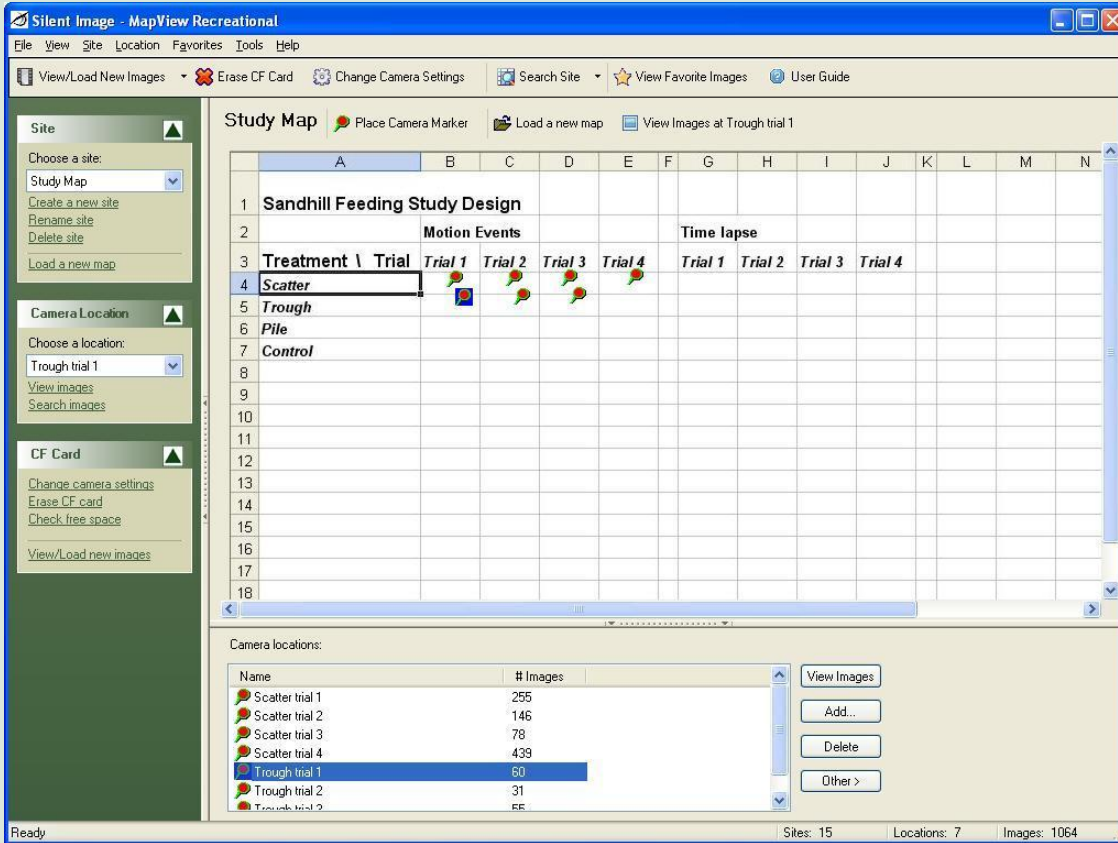 Silent Image - MapView Recreational
File View Site Location Favorites Tools Help
View/Load New Images Erase CF Card Change Camera Settings Search Site View Favorite Images User Guide
Site
Choose a site:
Study Map
Create a new site
Rename site
Delete site
Load a new map
Camera Location
Choose a location:
Trough trial 1
View images
Search images
CF Card
Change camera settings
Erase CF card
Check free space
View/Load new images
Study Map Place Camera Marker Load a new map View Images at Trough trial 1
A B C D E F G H I J K L M N
1 Sandhill Feeding Study Design
2 Motion Events Time lapse
3 Treatment \ Trial Trial 1 Trial 2 Trial 3 Trial 4 Trial 1 Trial 2 Trial 3 Trial 4
4 Scatter
5 Trough
6 Pile
7 Control
8
9
10
11
12
13
14
15
16
17
18
Camera locations:
Name # Images
Scatter trial 1 255
Scatter trial 2 146
Scatter trial 3 78
Scatter trial 4 439
Trough trial 1 60
Trough trial 2 31
Trough trial 3 55
View Images
Add...
Delete
Other >
Ready Sites: 15 Locations: 7 Images: 1064